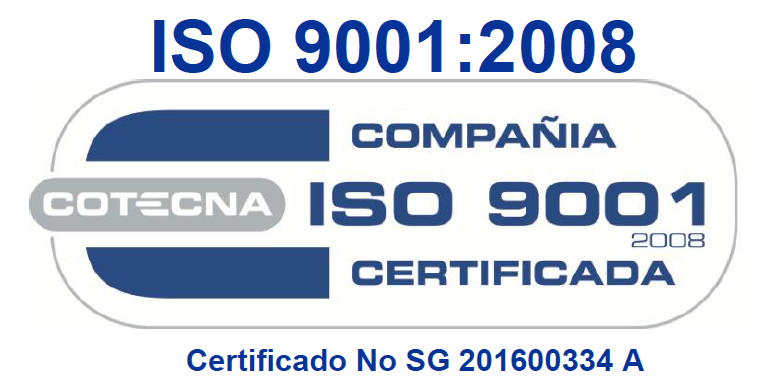 ISO 9001:2008
COMPAÑIA
COTECNA
ISO 9001
2008
CERTIFICADA
Certificado No SG 201600334 A